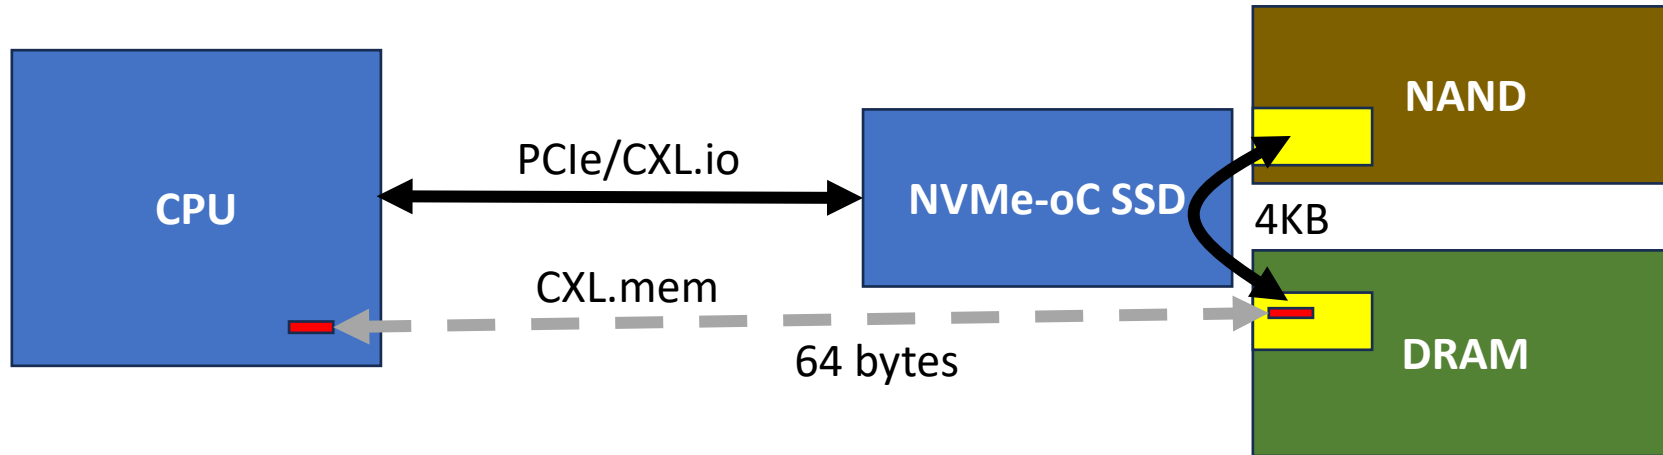 NAND
PCIe/CXL.io
CPU
NVMe-oC SSD
4KB
CXL.mem
64 bytes
DRAM